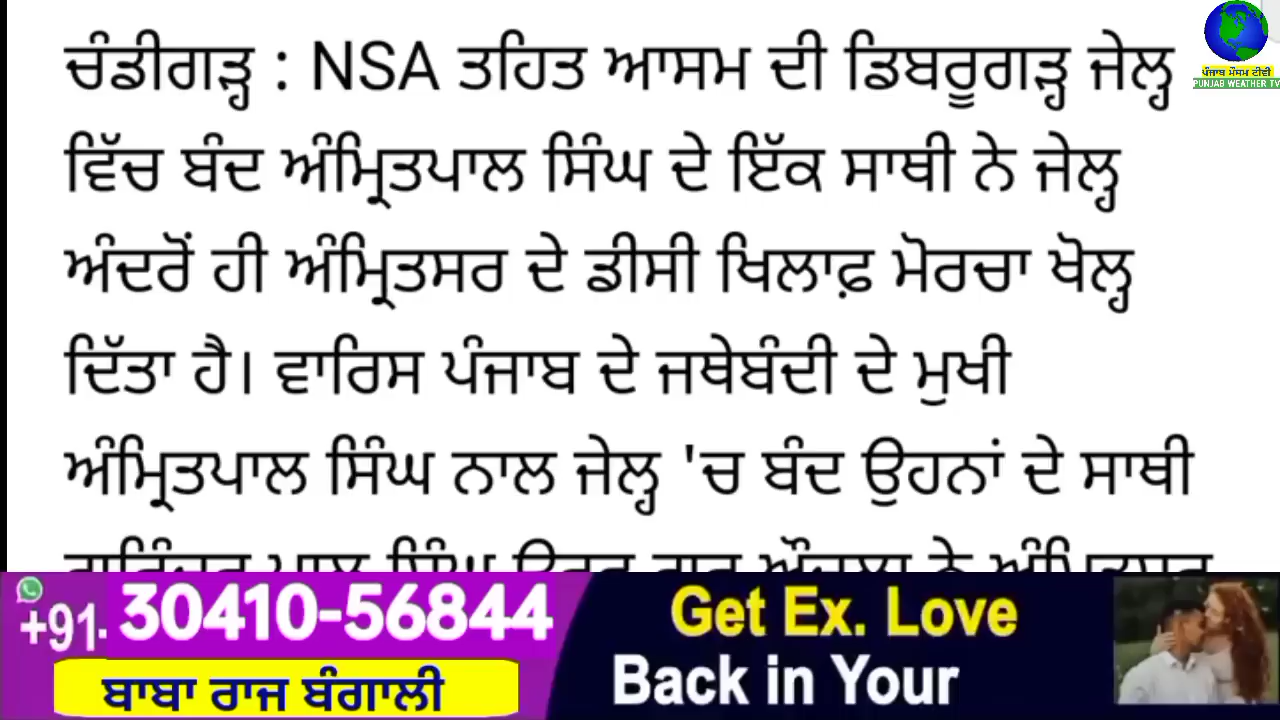 ਚੰਡੀਗੜ੍ਹ : NSA ਤਹਿਤ ਆਸਮ ਦੀ ਡਿਬਰੂਗੜ੍ਹ ਜੇਲ੍ਹ
ਵਿੱਚ ਬੰਦ ਅੰਮ੍ਰਿਤਪਾਲ ਸਿੰਘ ਦੇ ਇੱਕ ਸਾਥੀ ਨੇ ਜੇਲ੍ਹ
ਅੰਦਰੋਂ ਹੀ ਅੰਮ੍ਰਿਤਸਰ ਦੇ ਡੀਸੀ ਖਿਲਾਫ਼ ਮੋਰਚਾ ਖੋਲ੍ਹ
ਦਿੱਤਾ ਹੈ। ਵਾਰਿਸ ਪੰਜਾਬ ਦੇ ਜਥੇਬੰਦੀ ਦੇ ਮੁਖੀ
ਅੰਮ੍ਰਿਤਪਾਲ ਸਿੰਘ ਨਾਲ ਜੇਲ੍ਹ 'ਚ ਬੰਦ ਉਹਨਾਂ ਦੇ ਸਾਥੀ
ਪੰਜਾਬ ਮੌਸਮ ਟੀਵੀ
PUNJAB WEATHER TV
+91- 30410-56844
ਬਾਬਾ ਰਾਜ ਬੰਗਾਲੀ
Get Ex. Love
Back in Your